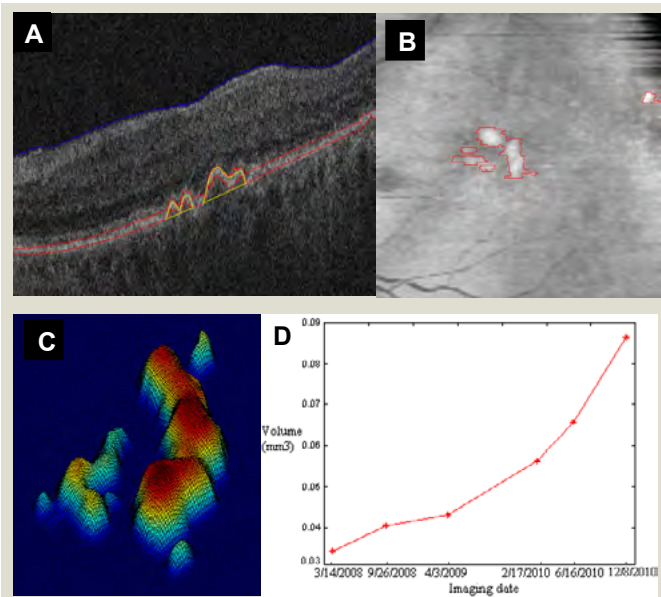 A
B
C
D
0.09
0.08
0.07
Volume
(mm3)
0.06
0.05
0.04
0.03
3/14/2008 9/26/2008 4/3/2009 2/17/2010 6/16/2010 12/8/2010
Imaging date